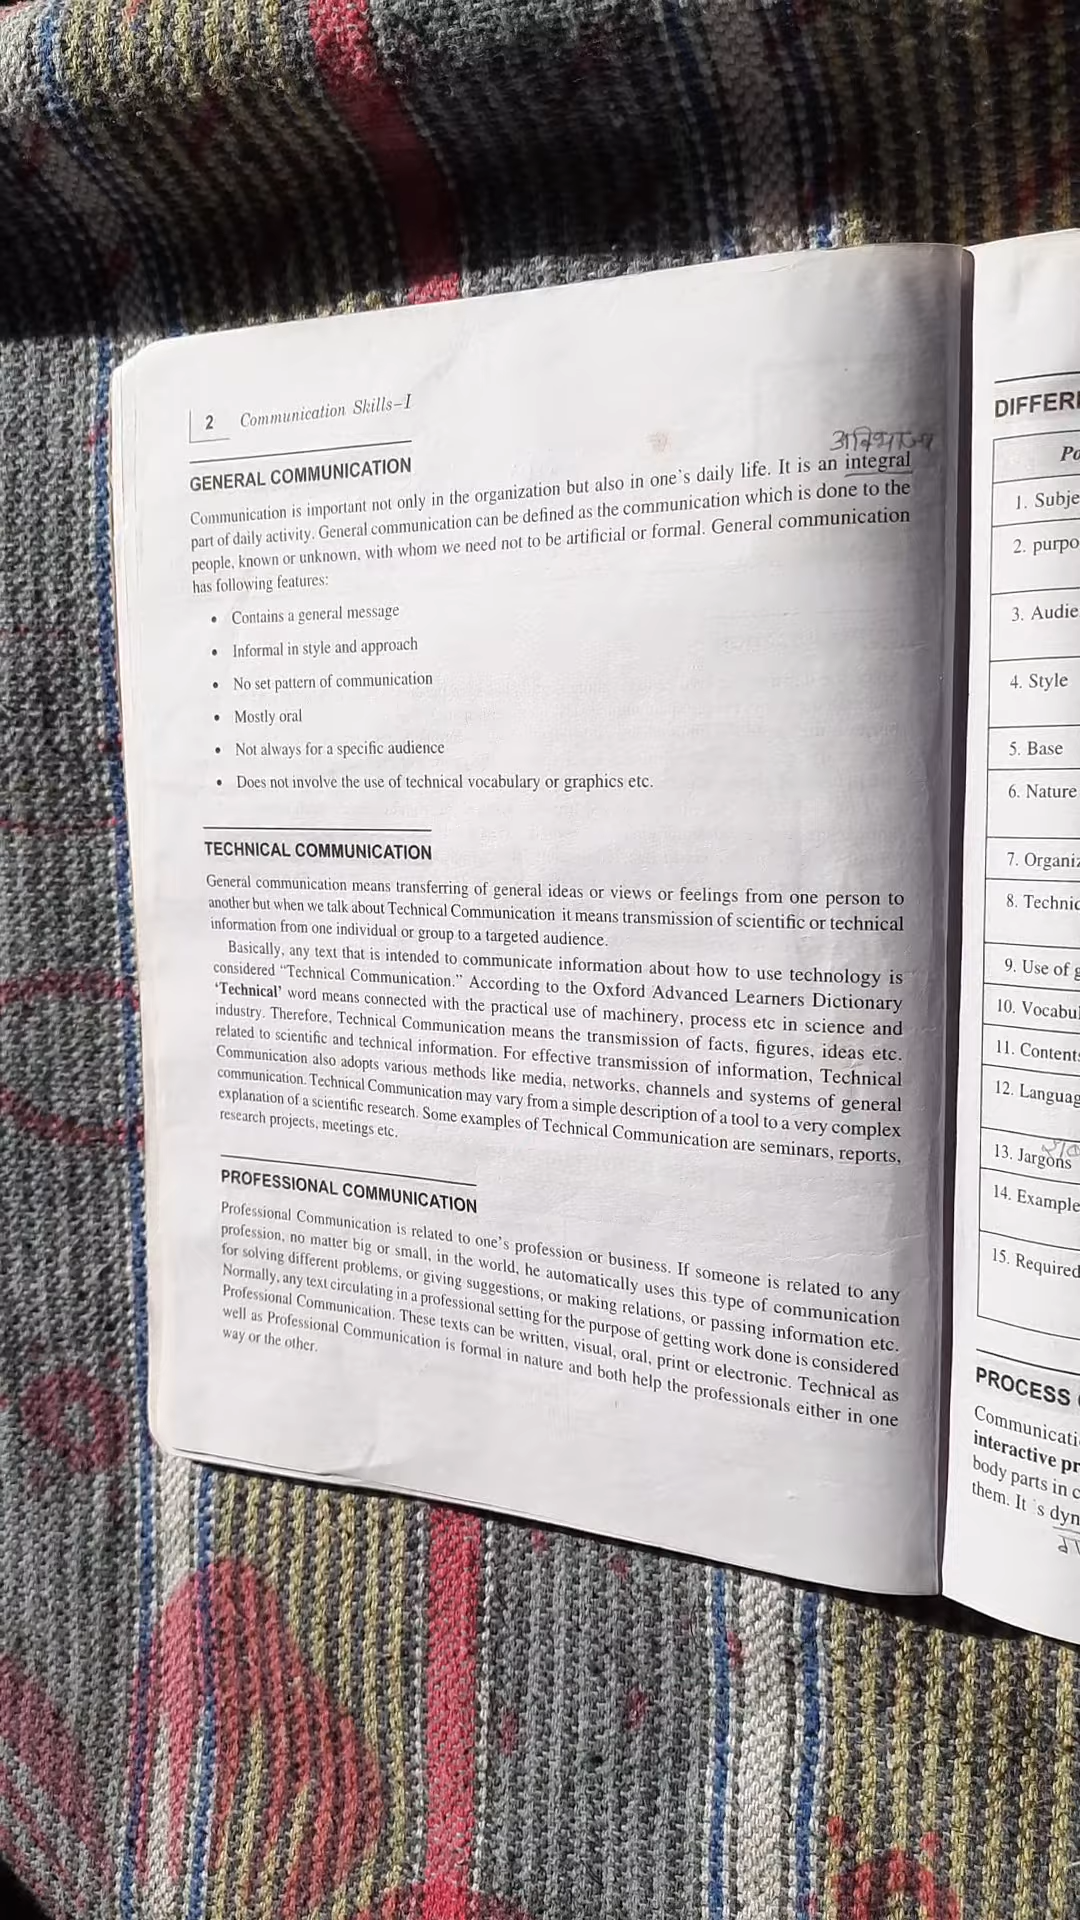 2 Communication Skills–I
GENERAL COMMUNICATION
Communication is important not only in the organization but also in one's daily life. It is an integral
part of daily activity. General communication can be defined as the communication which is done to the
people, known or unknown, with whom we need not to be artificial or formal. General communication
has following features:
• Contains a general message
• Informal in style and approach
• No set pattern of communication
• Mostly oral
• Not always for a specific audience
• Does not involve the use of technical vocabulary or graphics etc.
TECHNICAL COMMUNICATION
General communication means transferring of general ideas or views or feelings from one person to
another but when we talk about Technical Communication it means transmission of scientific or technical
information from one individual or group to a targeted audience.
Basically, any text that is intended to communicate information about how to use technology is
considered “Technical Communication.” According to the Oxford Advanced Learners Dictionary
‘Technical’ word means connected with the practical use of machinery, process etc in science and
industry. Therefore, Technical Communication means the transmission of facts, figures, ideas etc.
related to scientific and technical information. For effective transmission of information, Technical
Communication also adopts various methods like media, networks, channels and systems of general
communication. Technical Communication may vary from a simple description of a tool to a very complex
explanation of a scientific research. Some examples of Technical Communication are seminars, reports,
research projects, meetings etc.
PROFESSIONAL COMMUNICATION
Professional Communication is related to one's profession or business. If someone is related to any
profession, no matter big or small, in the world, he automatically uses this type of communication
for solving different problems, or giving suggestions, or making relations, or passing information etc.
Normally, any text circulating in a professional setting for the purpose of getting work done is considered
Professional Communication. These texts can be written, visual, oral, print or electronic. Technical as
well as Professional Communication is formal in nature and both help the professionals either in one
way or the other.
DIFFER
Po
1. Subje
2. purpo
3. Audie
4. Style
5. Base
6. Nature
7. Organiz
8. Technic
9. Use of g
10. Vocabul
11. Contents
12. Languag
13. Jargons
14. Example
15. Required
PROCESS
Communicati
interactive pr
body parts in c
them. It s dyn